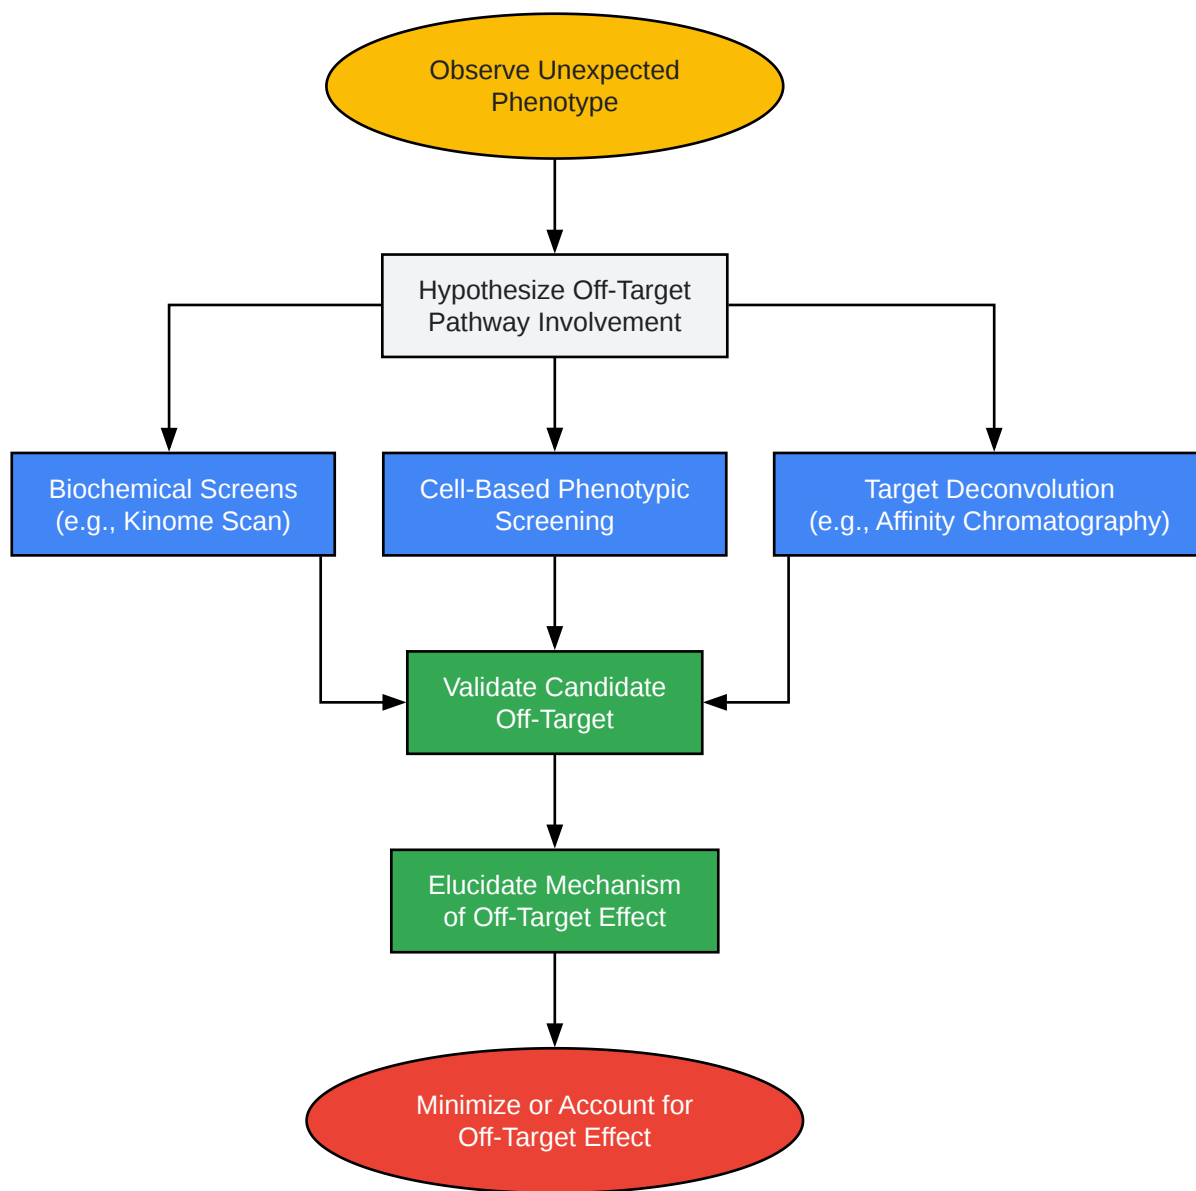 Observe Unexpected
Phenotype
Hypothesize Off-Target
Pathway Involvement
Biochemical Screens
(e.g., Kinome Scan)
Cell-Based Phenotypic
Screening
Target Deconvolution
(e.g., Affinity Chromatography)
Validate Candidate
Off-Target
Elucidate Mechanism
of Off-Target Effect
Minimize or Account for
Off-Target Effect